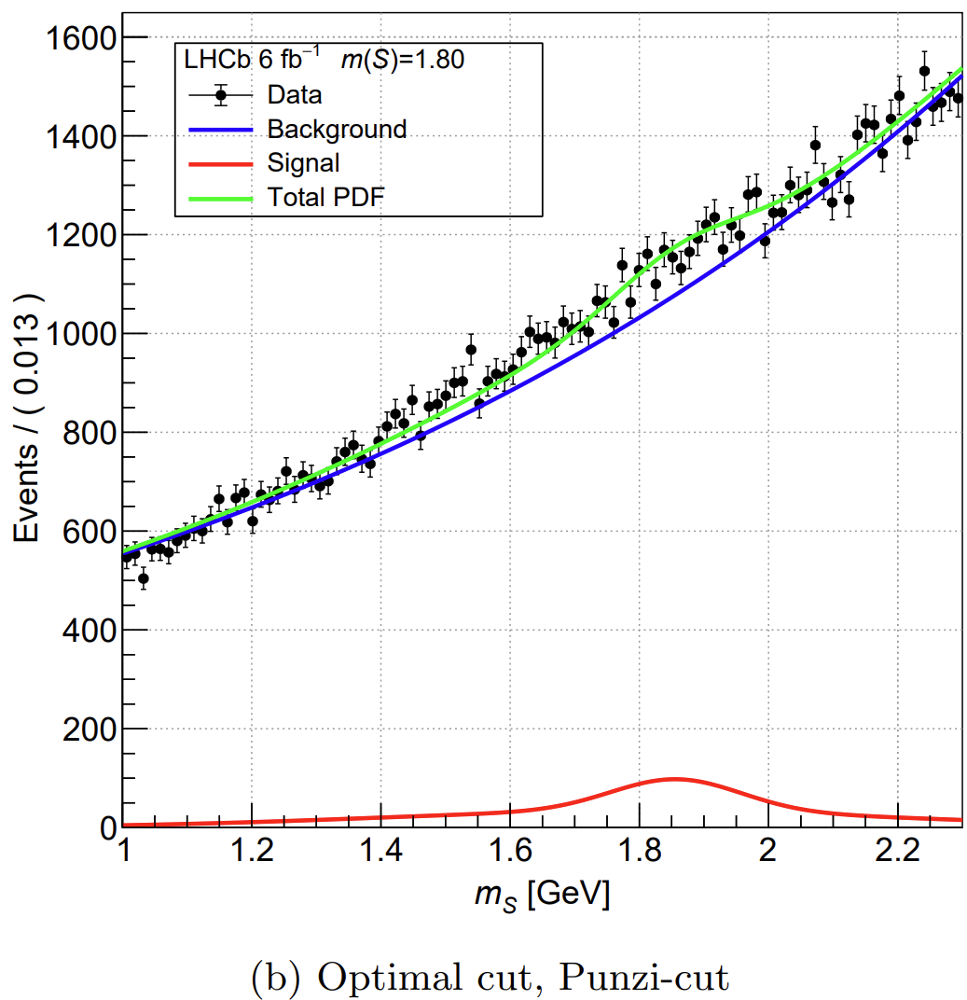 1600
1400
1200
1000
800
600
400
200
0
Events / ( 0.013 )
LHCb 6 fb⁻¹ m(S)=1.80
Data
Background
Signal
Total PDF
1 1.2 1.4 1.6 1.8 2 2.2
m_S [GeV]
(b) Optimal cut, Punzi-cut